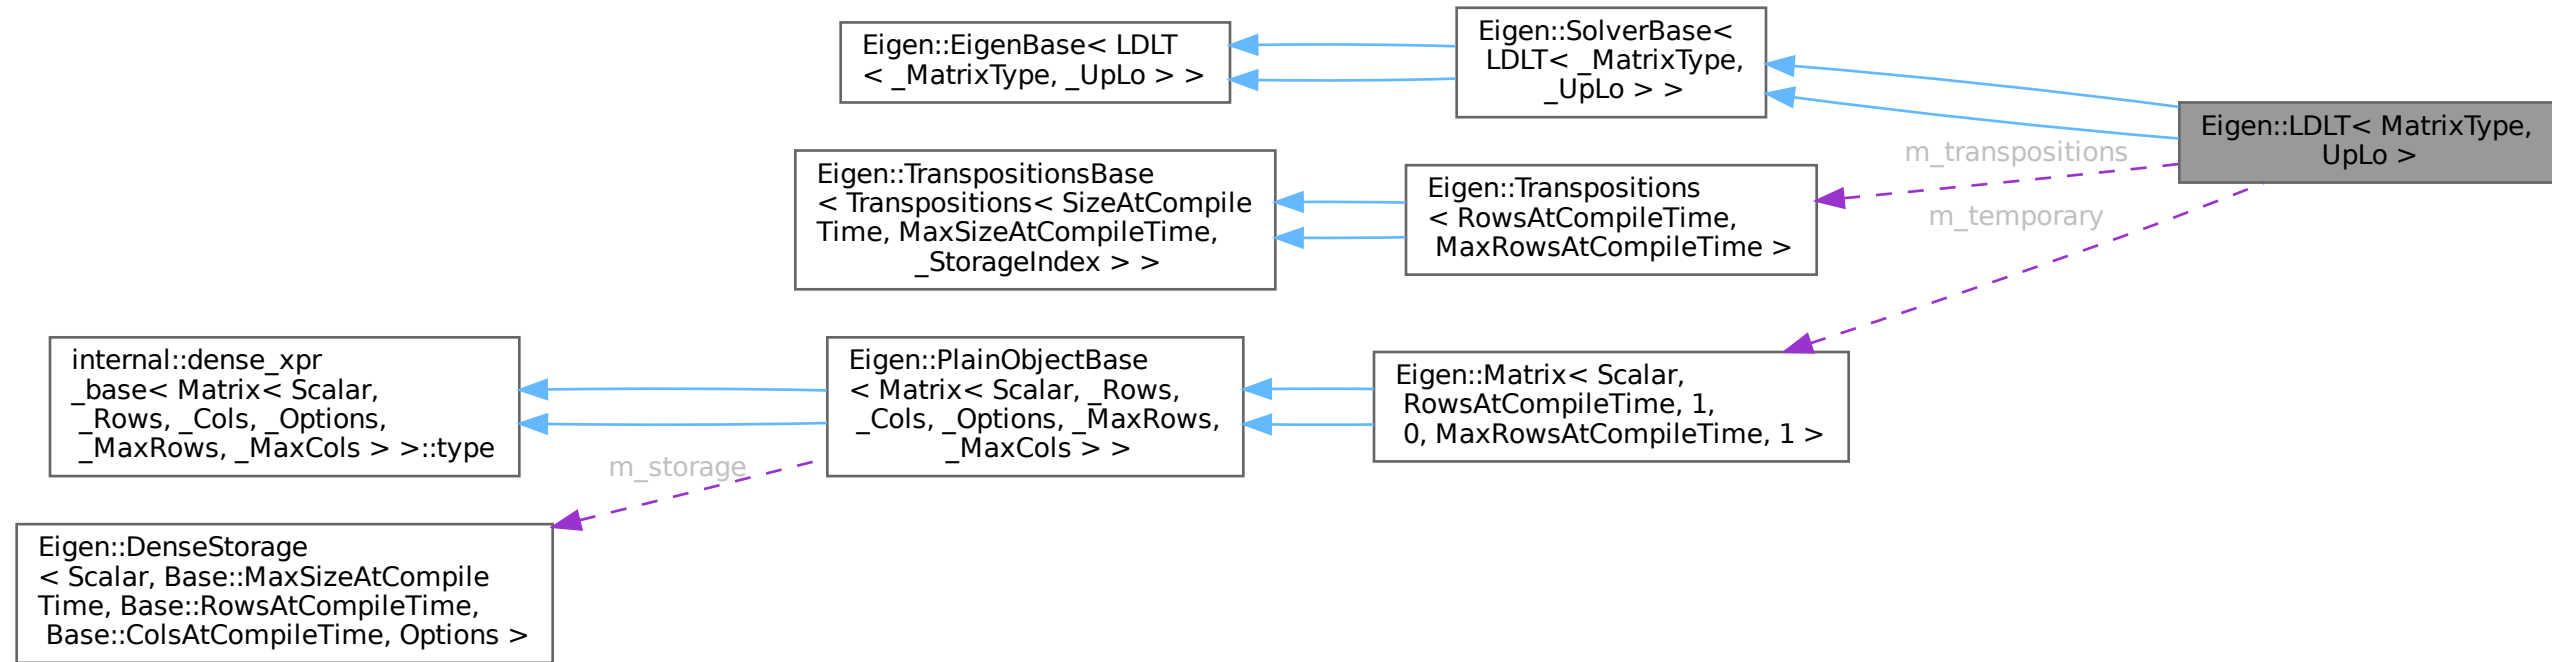 Eigen::EigenBase< LDLT
< _MatrixType, _UpLo > >
Eigen::SolverBase<
LDLT< _MatrixType,
_UpLo > >
Eigen::LDLT< MatrixType,
UpLo >
m_transpositions
m_temporary
Eigen::TranspositionsBase
< Transpositions< SizeAtCompile
Time, MaxSizeAtCompileTime,
_StorageIndex > >
Eigen::Transpositions
< RowsAtCompileTime,
MaxRowsAtCompileTime >
internal::dense_xpr
_base< Matrix< Scalar,
_Rows, _Cols, _Options,
_MaxRows, _MaxCols > >::type
Eigen::PlainObjectBase
< Matrix< Scalar, _Rows,
_Cols, _Options, _MaxRows,
_MaxCols > >
Eigen::Matrix< Scalar,
RowsAtCompileTime, 1,
0, MaxRowsAtCompileTime, 1 >
m_storage
Eigen::DenseStorage
< Scalar, Base::MaxSizeAtCompile
Time, Base::RowsAtCompileTime,
Base::ColsAtCompileTime, Options >